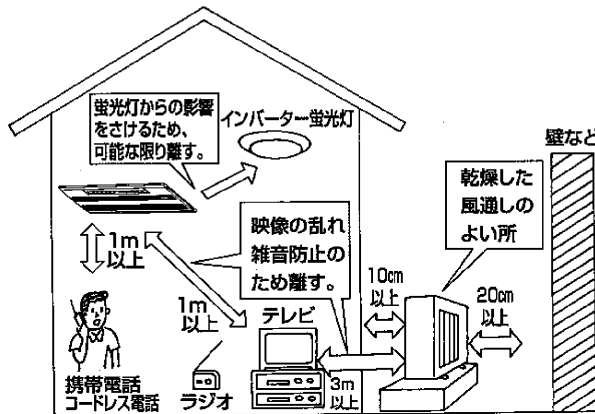 蛍光灯からの影響
をさけるため、
可能な限り離す。
インバーター蛍光灯
壁など
乾燥した
風通しの
よい所
映像の乱れ
雑音防止の
ため離す。
1m
以上
1m
以上
テレビ
10cm
以上
20cm
以上
3m
以上
携帯電話
コードレス電話
ラジオ